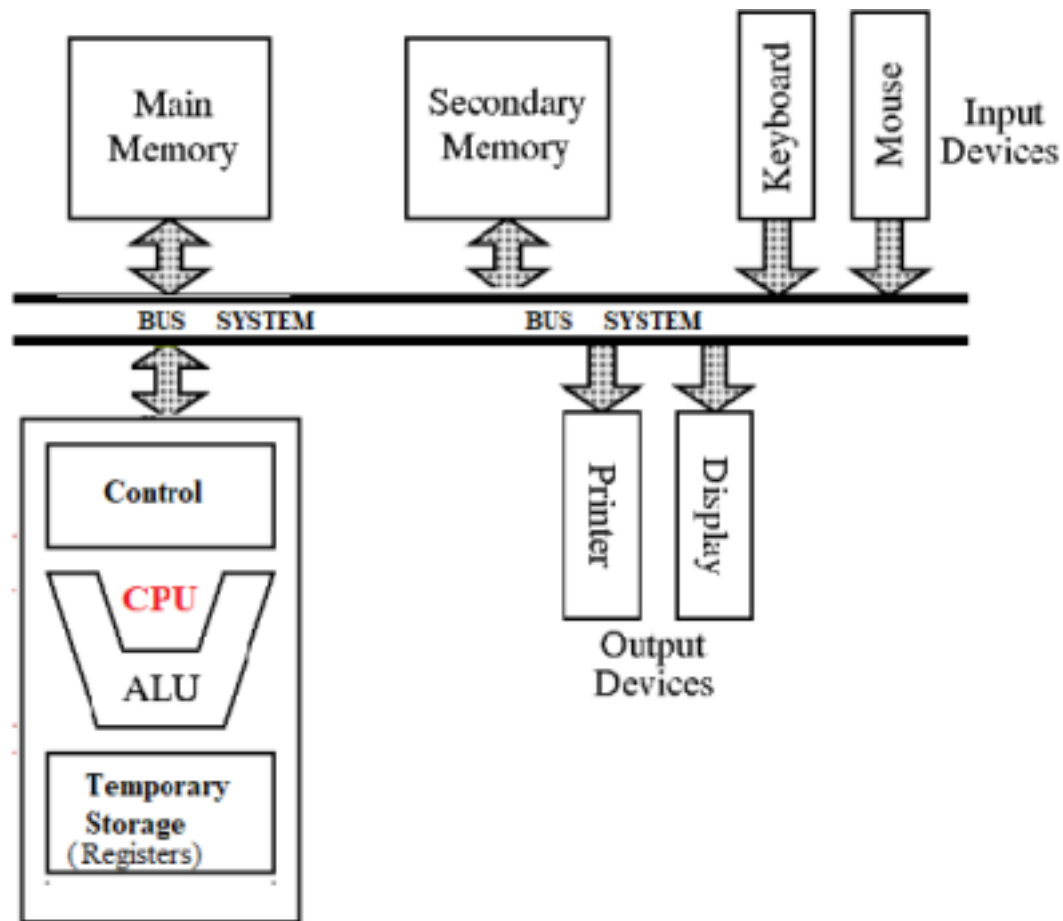 Main
Memory
Secondary
Memory
Keyboard
Mouse
Input
Devices
BUS SYSTEM
BUS SYSTEM
Control
CPU
ALU
Temporary
Storage
(Registers)
Printer
Display
Output
Devices